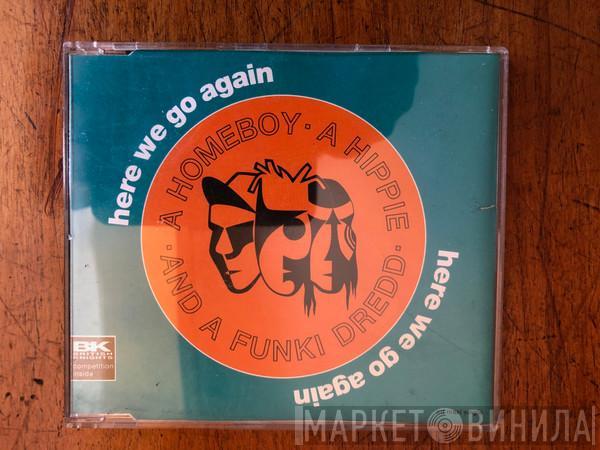 here we go again
A HOMEBOY · A HIPPIE · AND A FUNKI DREDD ·
here we go again
BK
BRITISH
KNIGHTS
competition
inside
МАРКЕТ ВИНИЛА